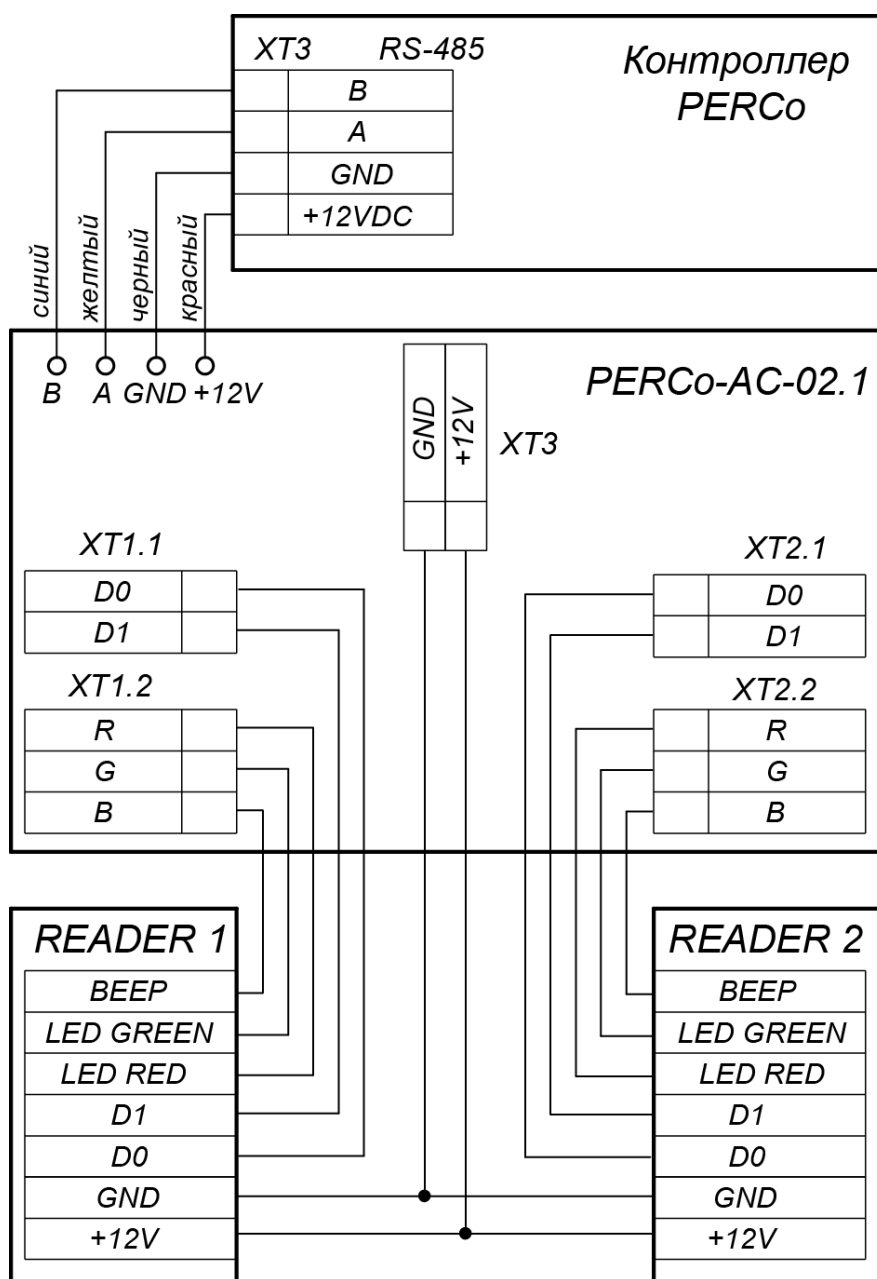 XT3 RS-485
Контроллер
PERCo
B
A
GND
+12VDC
синий
желтый
черный
красный
B A GND +12V
GND
+12V
XT3
PERCo-AC-02.1
XT1.1
D0
D1
XT1.2
R
G
B
XT2.1
D0
D1
XT2.2
R
G
B
READER 1
BEEP
LED GREEN
LED RED
D1
D0
GND
+12V
READER 2
BEEP
LED GREEN
LED RED
D1
D0
GND
+12V